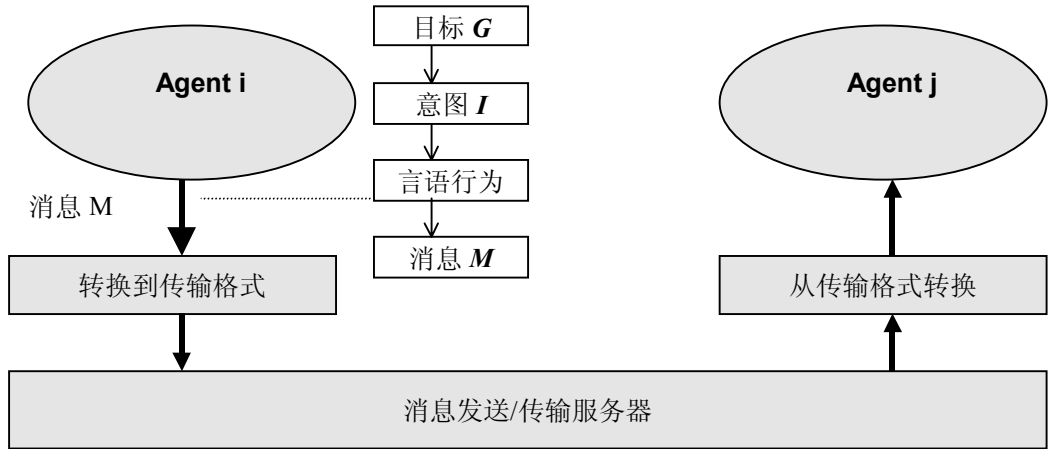 目标 G
Agent i
Agent j
意图 I
言语行为
消息 M
消息 M
转换到传输格式
从传输格式转换
消息发送/传输服务器